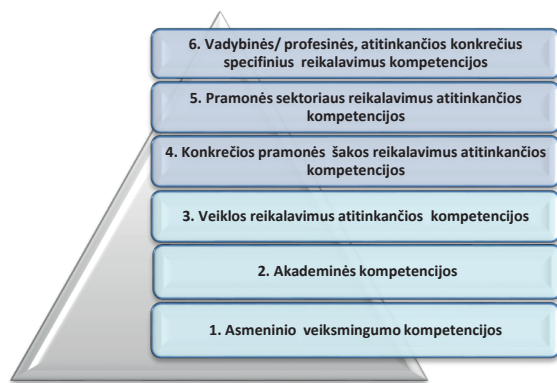 6. Vadybinės/ profesinės, atitinkančios konkrečius
specifinius reikalavimus kompetencijos
5. Pramonės sektoriaus reikalavimus atitinkančios
kompetencijos
4. Konkrečios pramonės šakos reikalavimus atitinkančios
kompetencijos
3. Veiklos reikalavimus atitinkančios kompetencijos
2. Akademinės kompetencijos
1. Asmeninio veiksmingumo kompetencijos